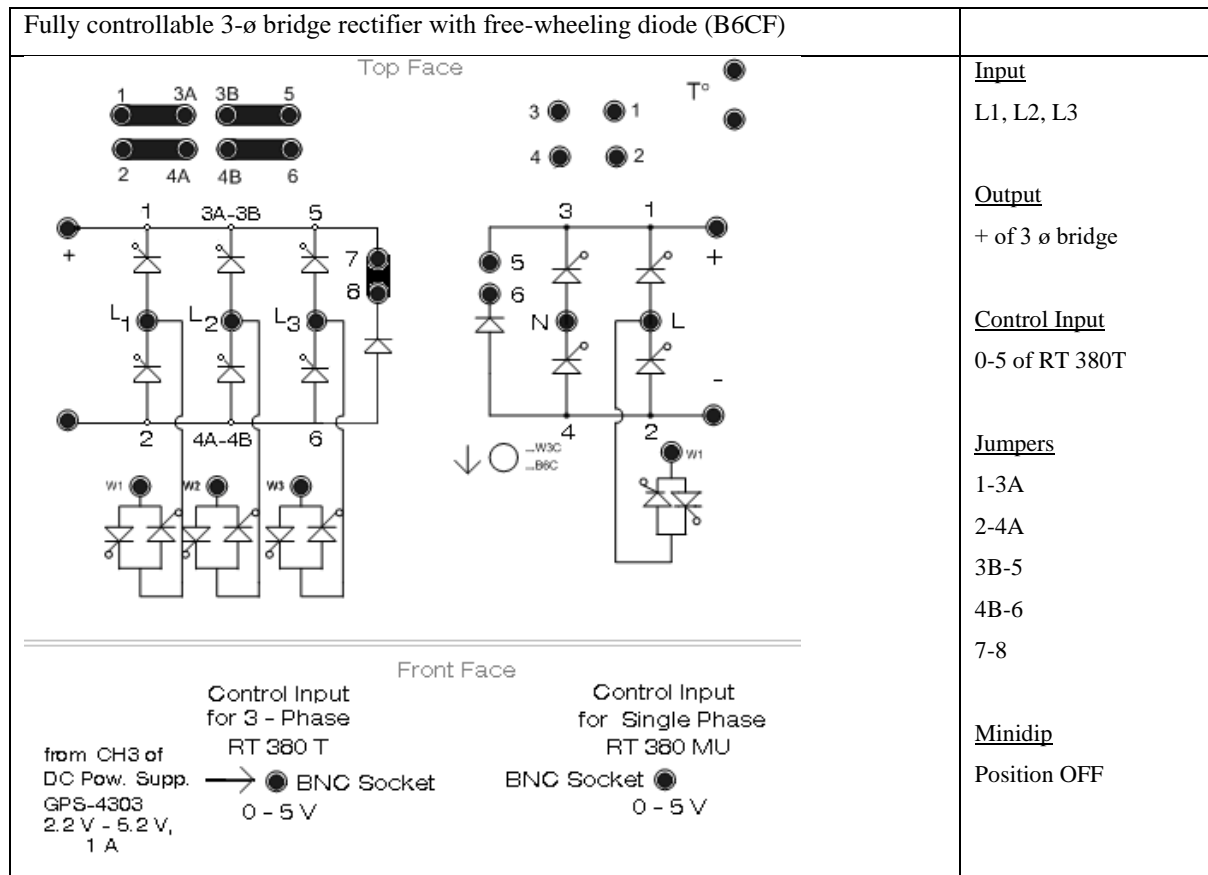 Fully controllable 3-ø bridge rectifier with free-wheeling diode (B6CF)
Top Face
1 3A 3B 5
2 4A 4B 6
3 1
4 2
T°
1 3A-3B 5
+
7
8
L1 L2 L3
2 4A-4B 6
W1 W2 W3
3 1
+
5
6
N L
-
4 2
...W3C
...B6C
W1
Front Face
Control Input
for 3 - Phase
RT 380 T
BNC Socket
0 - 5 V
from CH3 of
DC Pow. Supp.
GPS-4303
2.2 V - 5.2 V,
1 A
Control Input
for Single Phase
RT 380 MU
BNC Socket
0 - 5 V
Input
L1, L2, L3
Output
+ of 3 ø bridge
Control Input
0-5 of RT 380T
Jumpers
1-3A
2-4A
3B-5
4B-6
7-8
Minidip
Position OFF